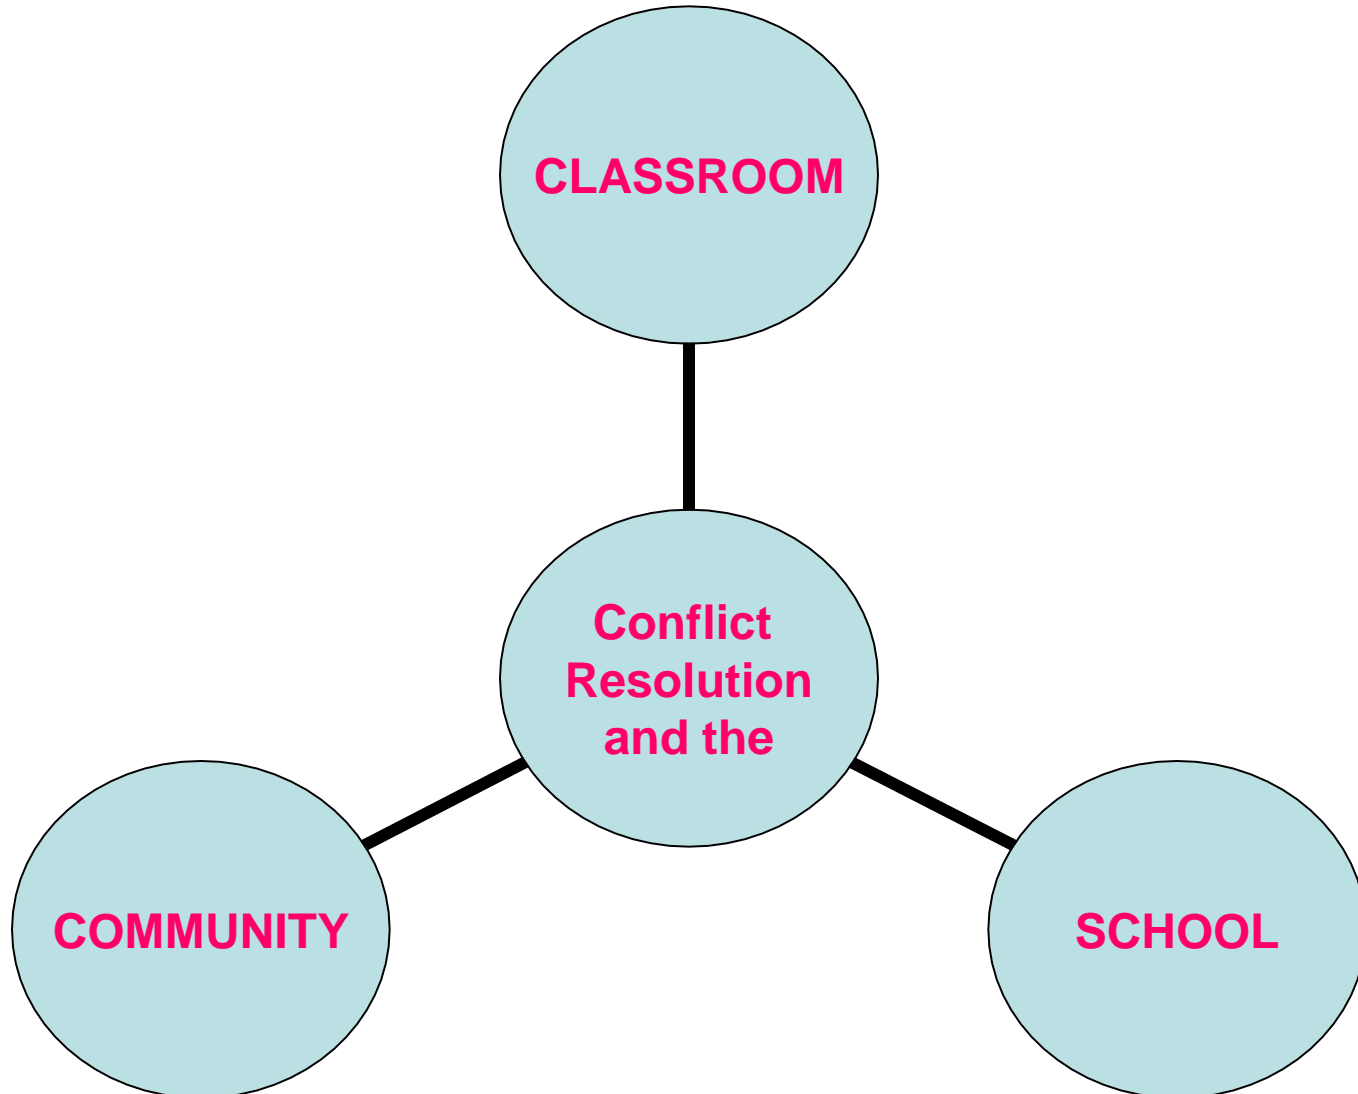 CLASSROOM
Conflict
Resolution
and the
COMMUNITY
SCHOOL